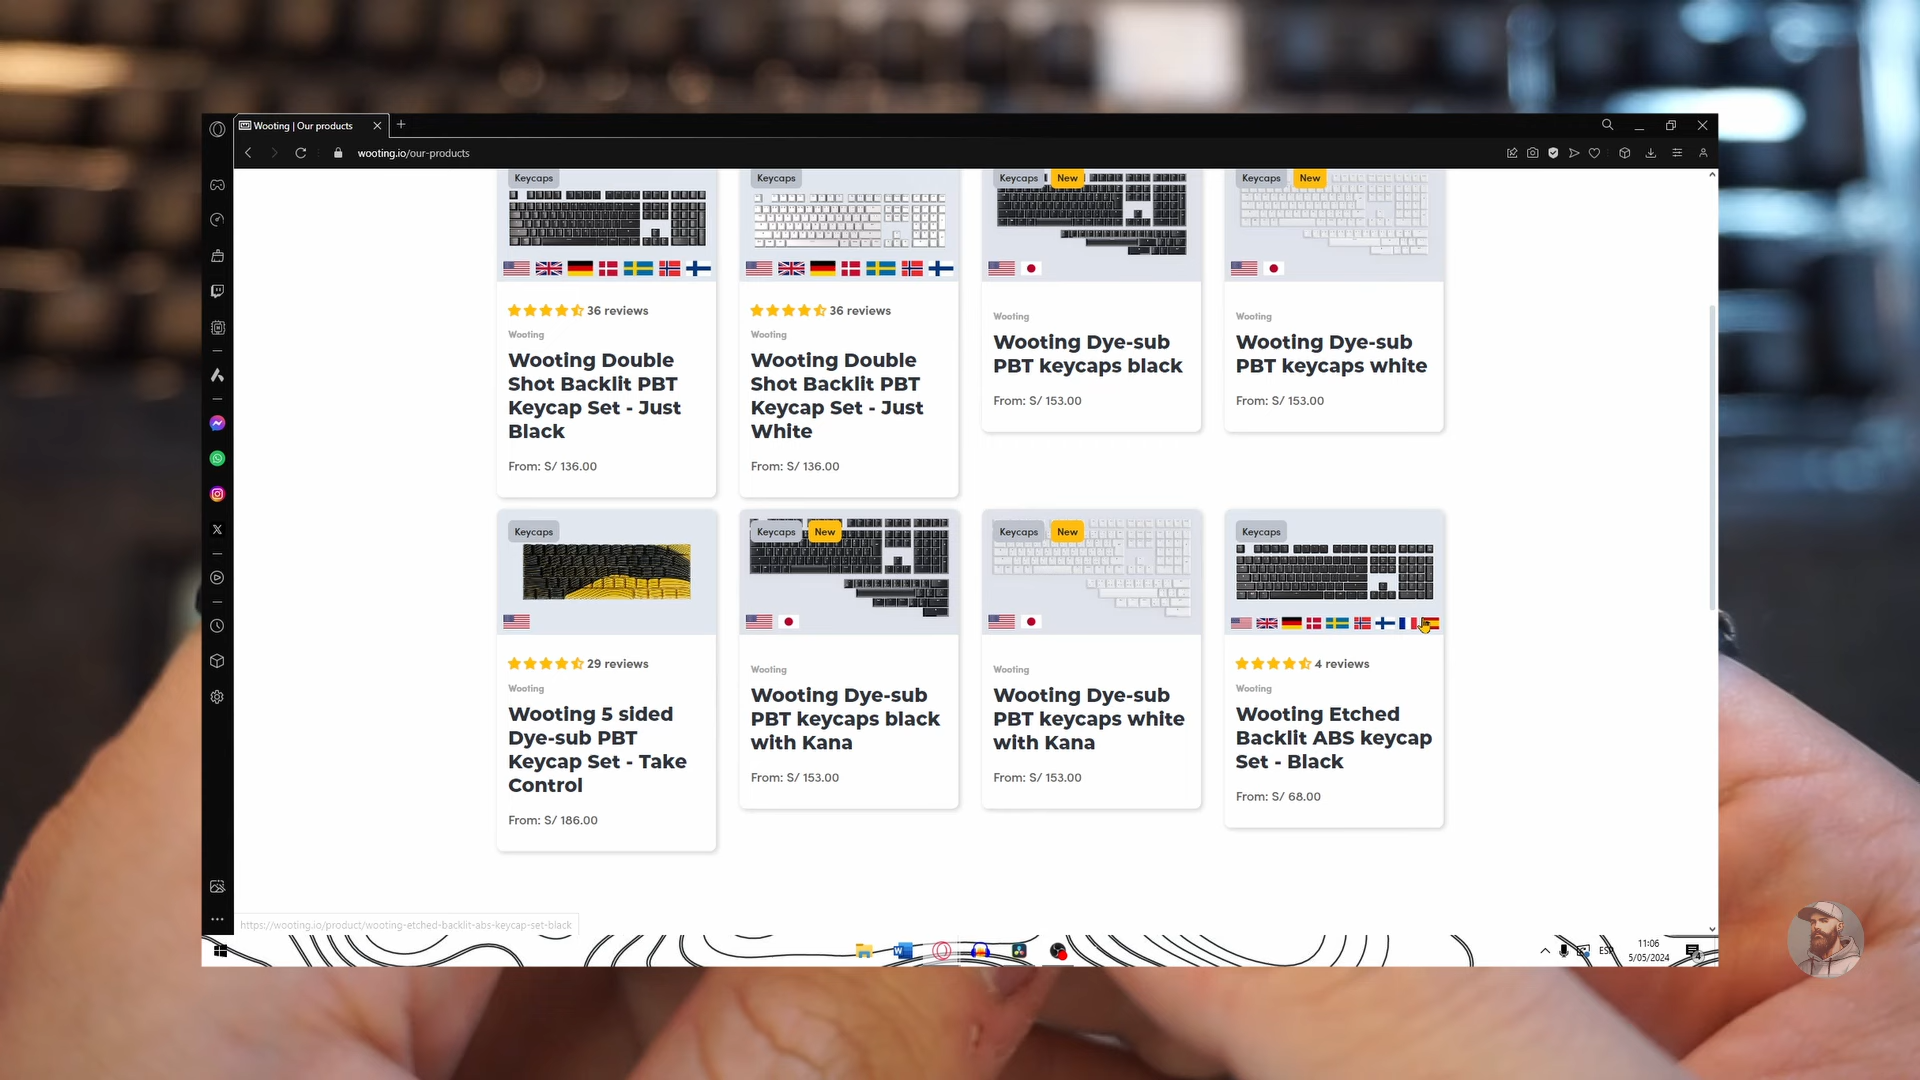 Wooting | Our products
wooting.io/our-products
Keycaps
Keycaps
Keycaps New
Keycaps New
36 reviews
Wooting
Wooting Double
Shot Backlit PBT
Keycap Set - Just
Black
From: S/ 136.00
36 reviews
Wooting
Wooting Double
Shot Backlit PBT
Keycap Set - Just
White
From: S/ 136.00
Wooting
Wooting Dye-sub
PBT keycaps black
From: S/ 153.00
Wooting
Wooting Dye-sub
PBT keycaps white
From: S/ 153.00
Keycaps
29 reviews
Wooting
Wooting 5 sided
Dye-sub PBT
Keycap Set - Take
Control
From: S/ 186.00
Keycaps New
Wooting
Wooting Dye-sub
PBT keycaps black
with Kana
From: S/ 153.00
Keycaps New
Wooting
Wooting Dye-sub
PBT keycaps white
with Kana
From: S/ 153.00
Keycaps
4 reviews
Wooting
Wooting Etched
Backlit ABS keycap
Set - Black
From: S/ 68.00
https://wooting.io/product/wooting-etched-backlit-abs-keycap-set-black
11:06
5/05/2024